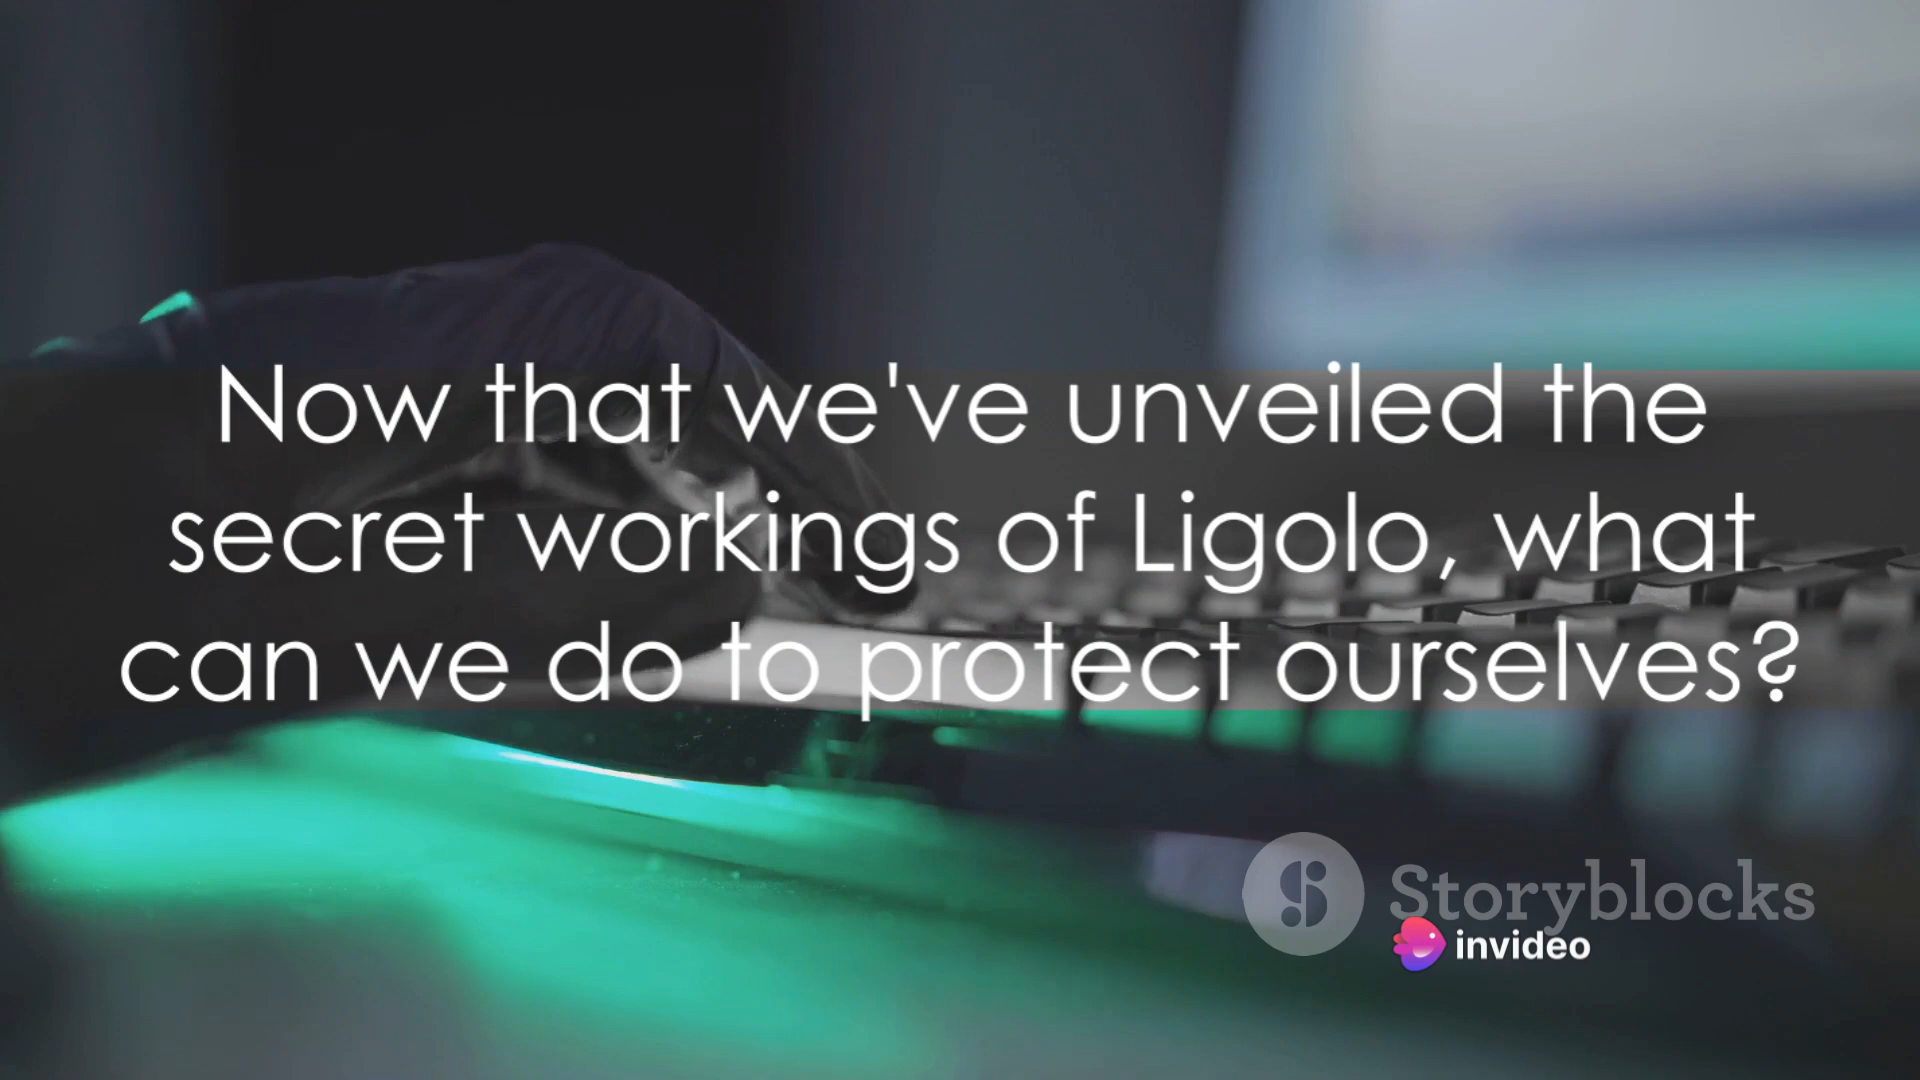 Now that we've unveiled the
secret workings of Ligolo, what
can we do to protect ourselves?
Storyblocks
invideo